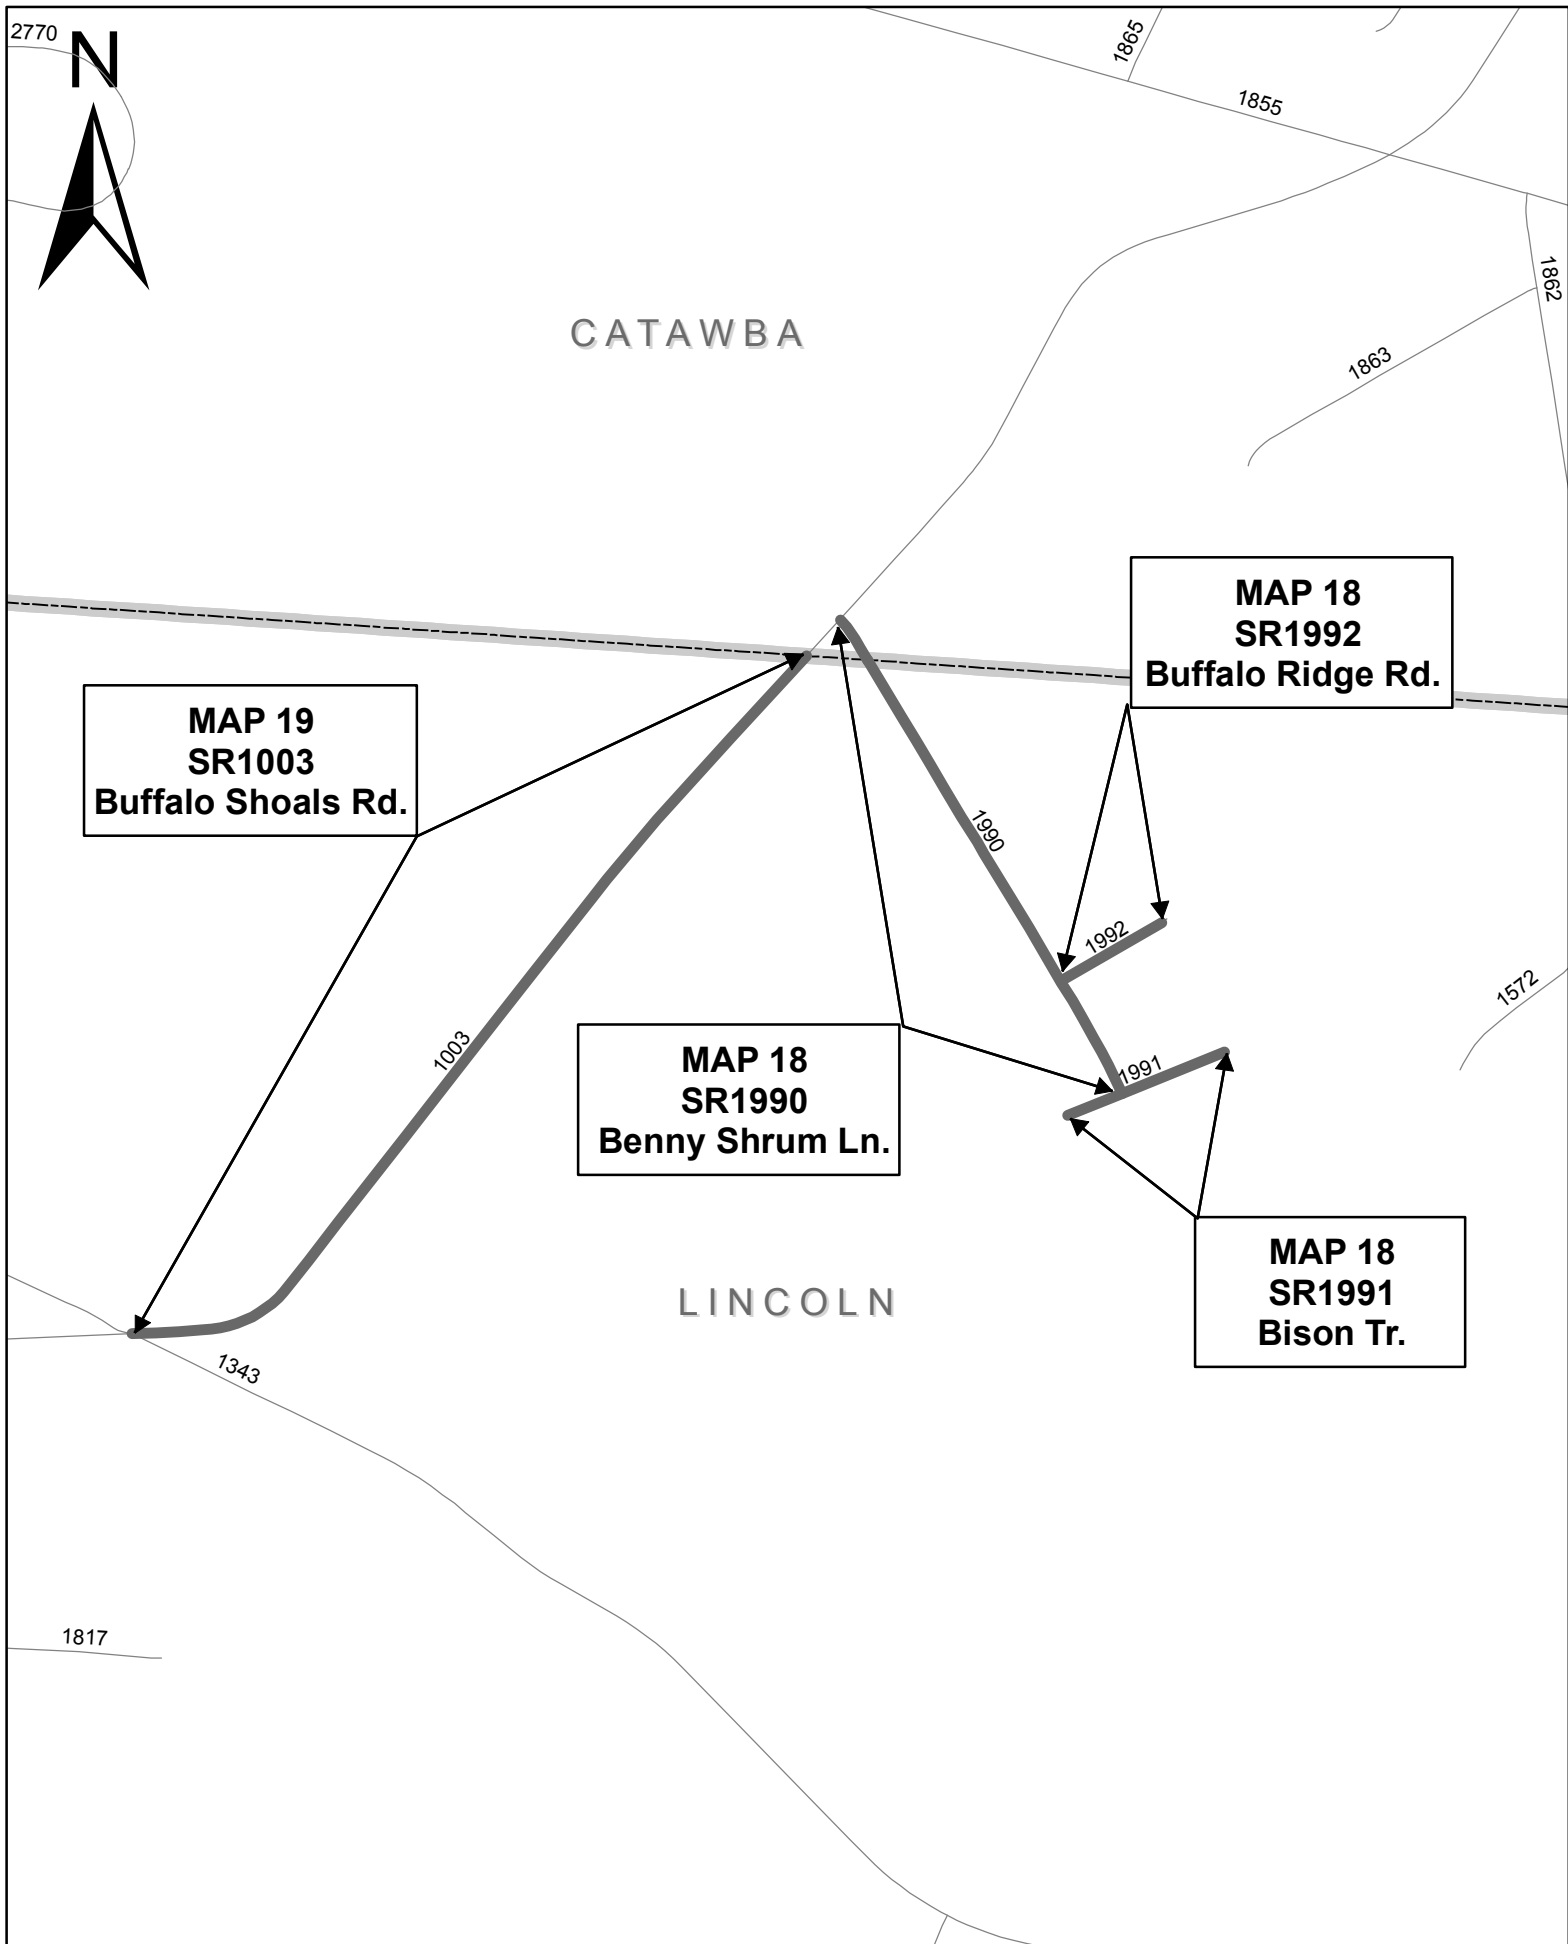 2770
N
1865
1855
1862
1863
CATAWBA
MAP 18
SR1992
Buffalo Ridge Rd.
MAP 19
SR1003
Buffalo Shoals Rd.
1990
1992
1572
1003
MAP 18
SR1990
Benny Shrum Ln.
1991
MAP 18
SR1991
Bison Tr.
LINCOLN
1343
1817